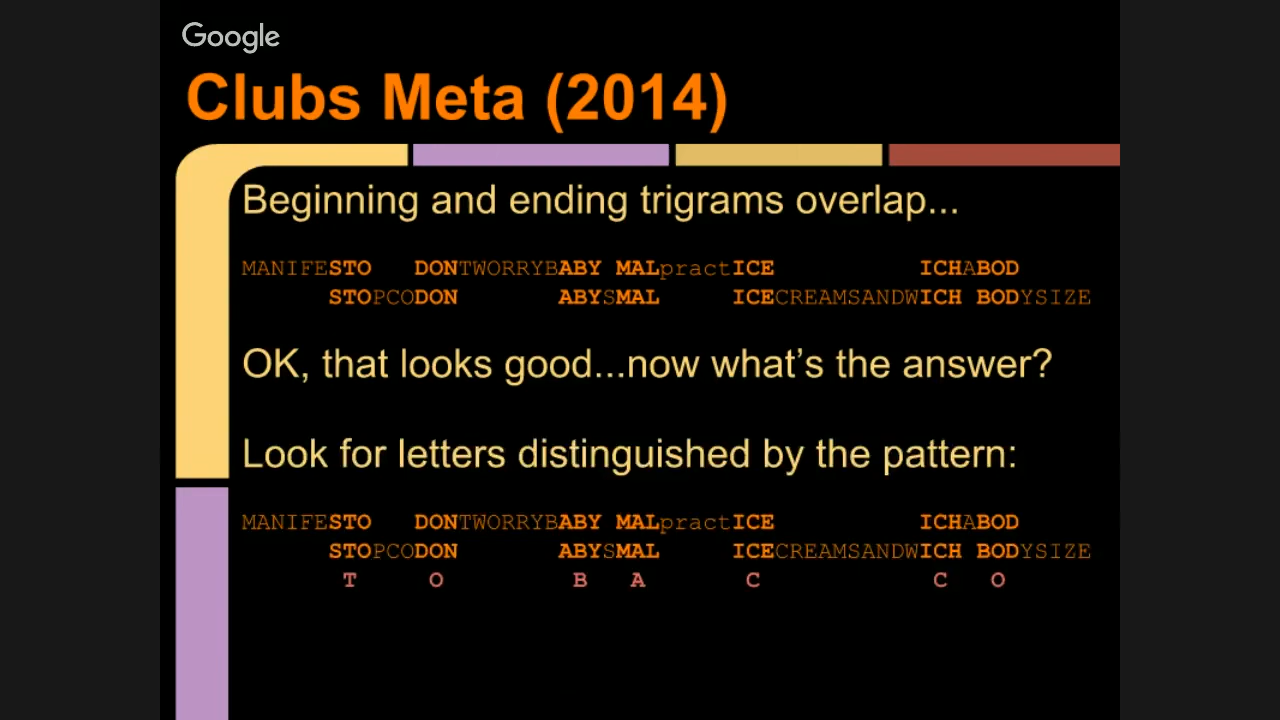 Google
Clubs Meta (2014)
Beginning and ending trigrams overlap...
MANIFESTO DONTWORRYBABY MALpractICE ICHABOD
STOPCODON ABYSMAL ICECREAMSANDWICH BODYSIZE
OK, that looks good...now what's the answer?
Look for letters distinguished by the pattern:
MANIFESTO DONTWORRYBABY MALpractICE ICHABOD
STOPCODON ABYSMAL ICECREAMSANDWICH BODYSIZE
T O B A C C O